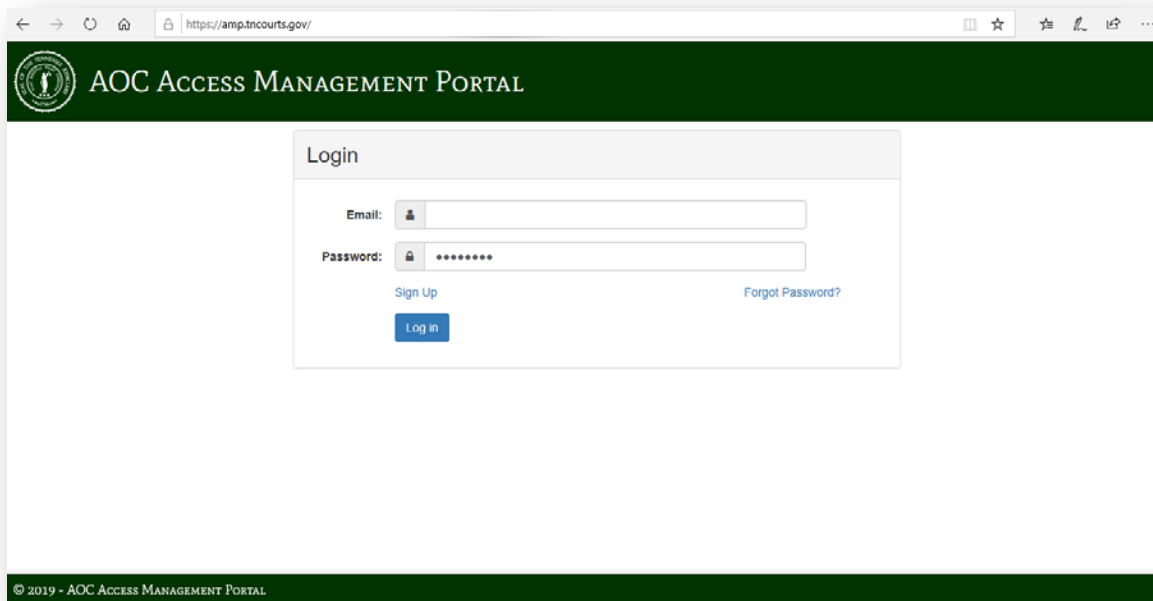 https://amp.tncourts.gov/
AOC Access Management Portal
Login
Email:
Password: ••••••••
Sign Up Forgot Password?
Log in
© 2019 - AOC Access Management Portal